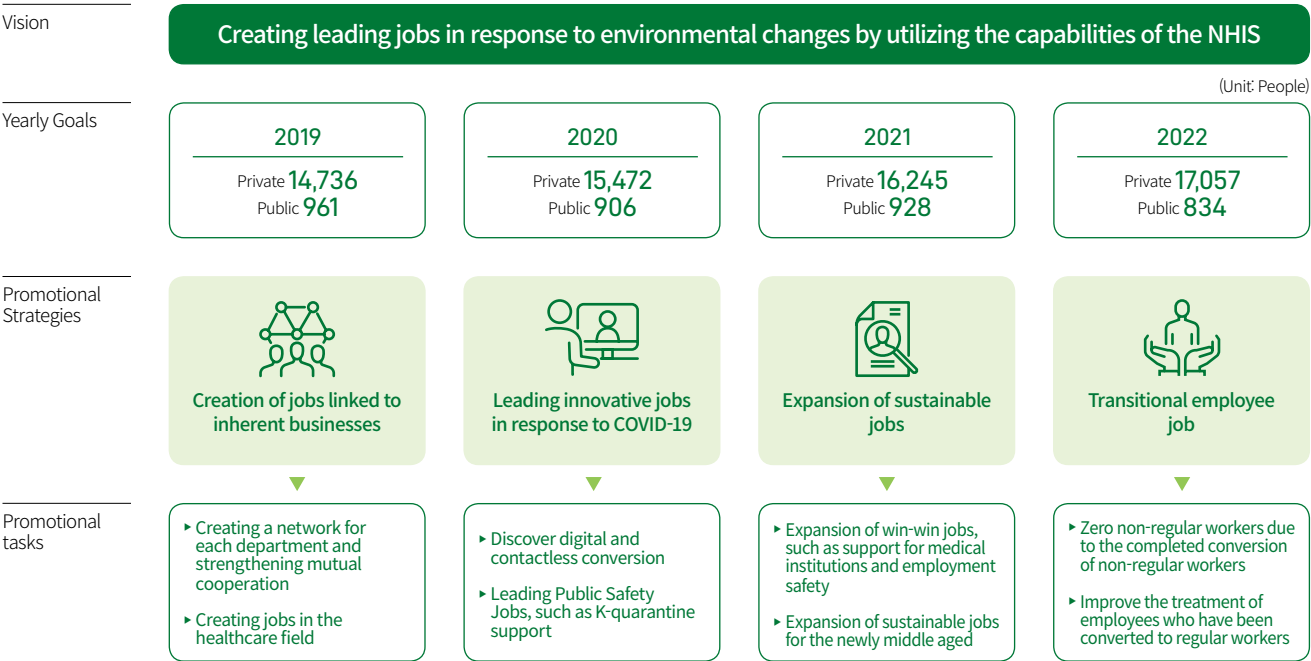 Vision
Creating leading jobs in response to environmental changes by utilizing the capabilities of the NHIS
(Unit: People)
Yearly Goals
2019
Private 14,736
Public 961
2020
Private 15,472
Public 906
2021
Private 16,245
Public 928
2022
Private 17,057
Public 834
Promotional
Strategies
Creation of jobs linked to
inherent businesses
Leading innovative jobs
in response to COVID-19
Expansion of sustainable
jobs
Transitional employee
job
Promotional
tasks
▸ Creating a network for
each department and
strengthening mutual
cooperation
▸ Creating jobs in the
healthcare field
▸ Discover digital and
contactless conversion
▸ Leading Public Safety
Jobs, such as K-quarantine
support
▸ Expansion of win-win jobs,
such as support for medical
institutions and employment
safety
▸ Expansion of sustainable jobs
for the newly middle aged
▸ Zero non-regular workers due
to the completed conversion
of non-regular workers
▸ Improve the treatment of
employees who have been
converted to regular workers